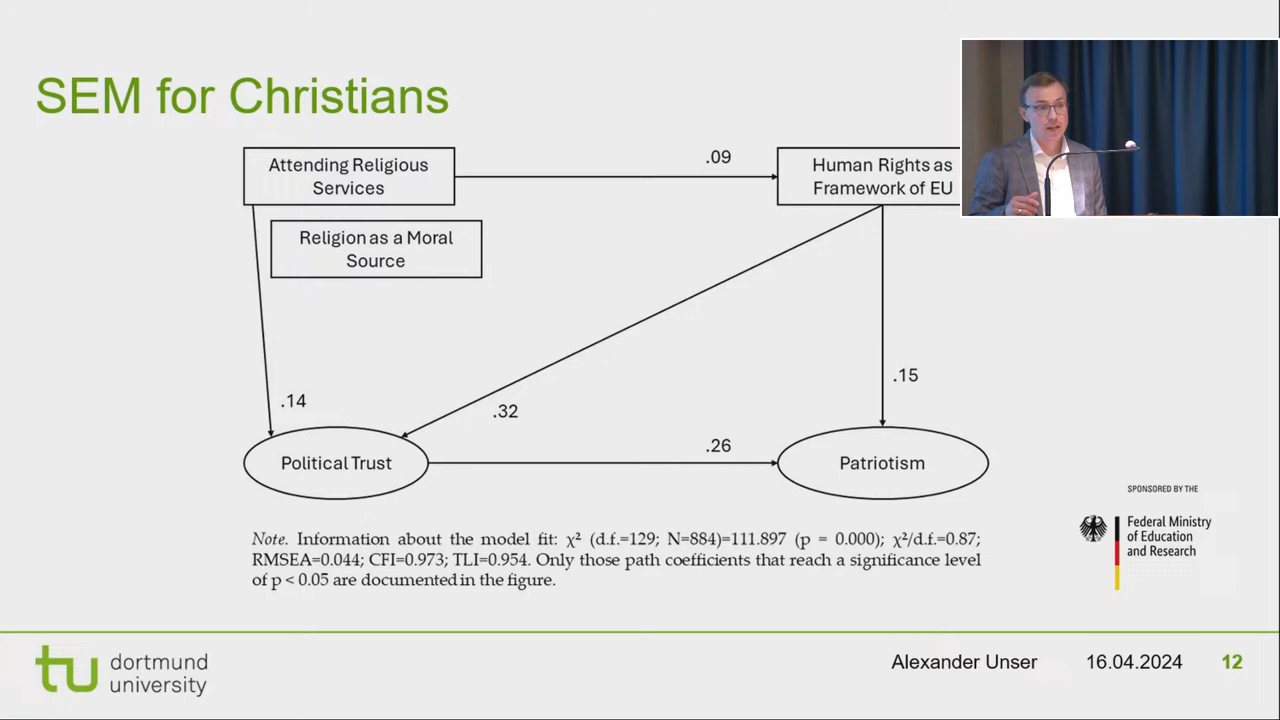 SEM for Christians
Attending Religious
Services
.09
Human Rights as
Framework of EU
Religion as a Moral
Source
.14
.32
.15
Political Trust
.26
Patriotism
SPONSORED BY THE
Federal Ministry
of Education
and Research
Note. Information about the model fit: χ² (d.f.=129; N=884)=111.897 (p = 0.000); χ²/d.f.=0.87;
RMSEA=0.044; CFI=0.973; TLI=0.954. Only those path coefficients that reach a significance level
of p < 0.05 are documented in the figure.
tu dortmund
university
Alexander Unser 16.04.2024 12